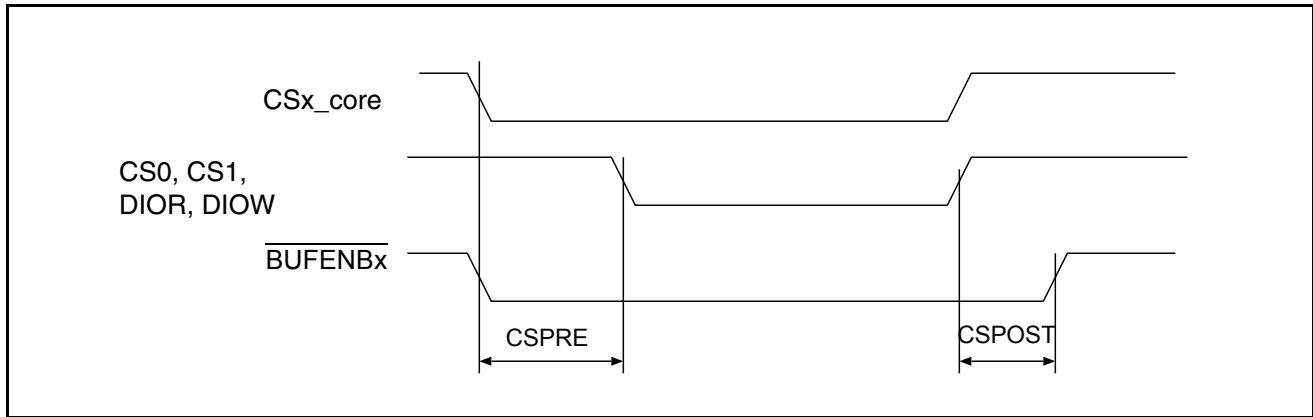 CSx_core
CS0, CS1,
DIOR, DIOW
BUFENBx
CSPRE
CSPOST